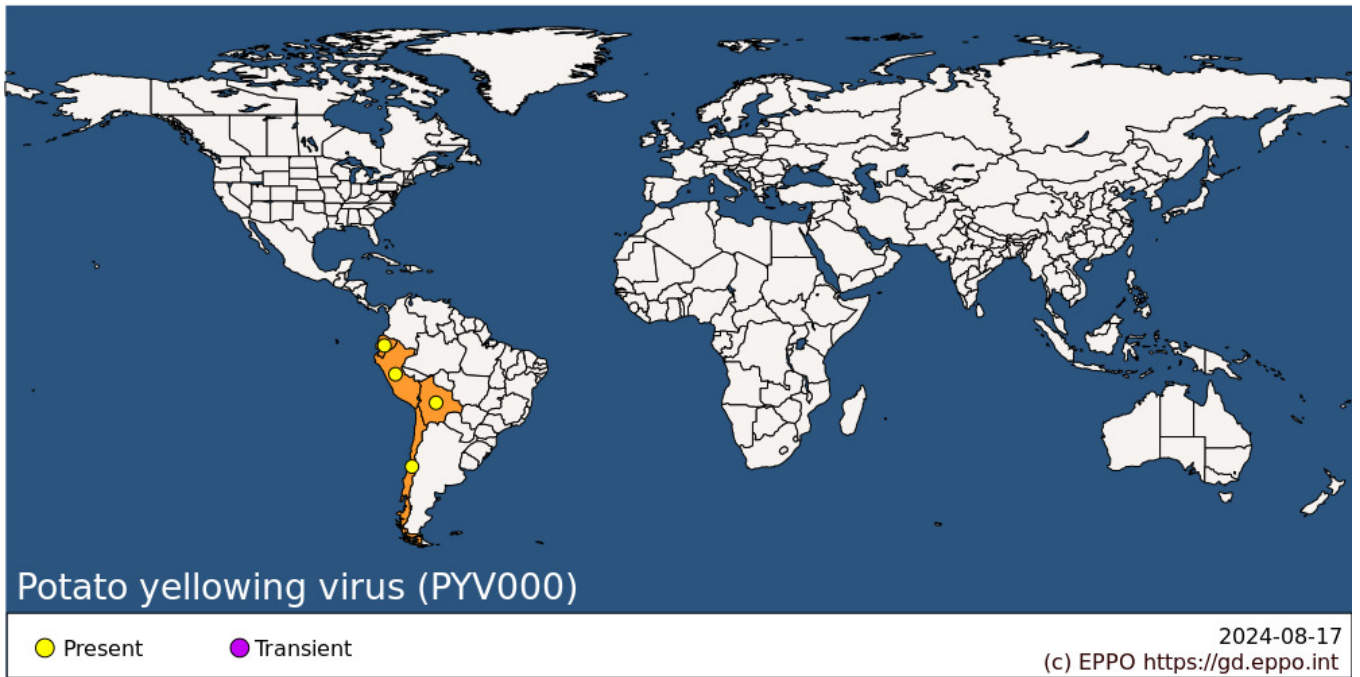 Potato yellowing virus (PYV000)
Present
Transient
2024-08-17
(c) EPPO https://gd.eppo.int